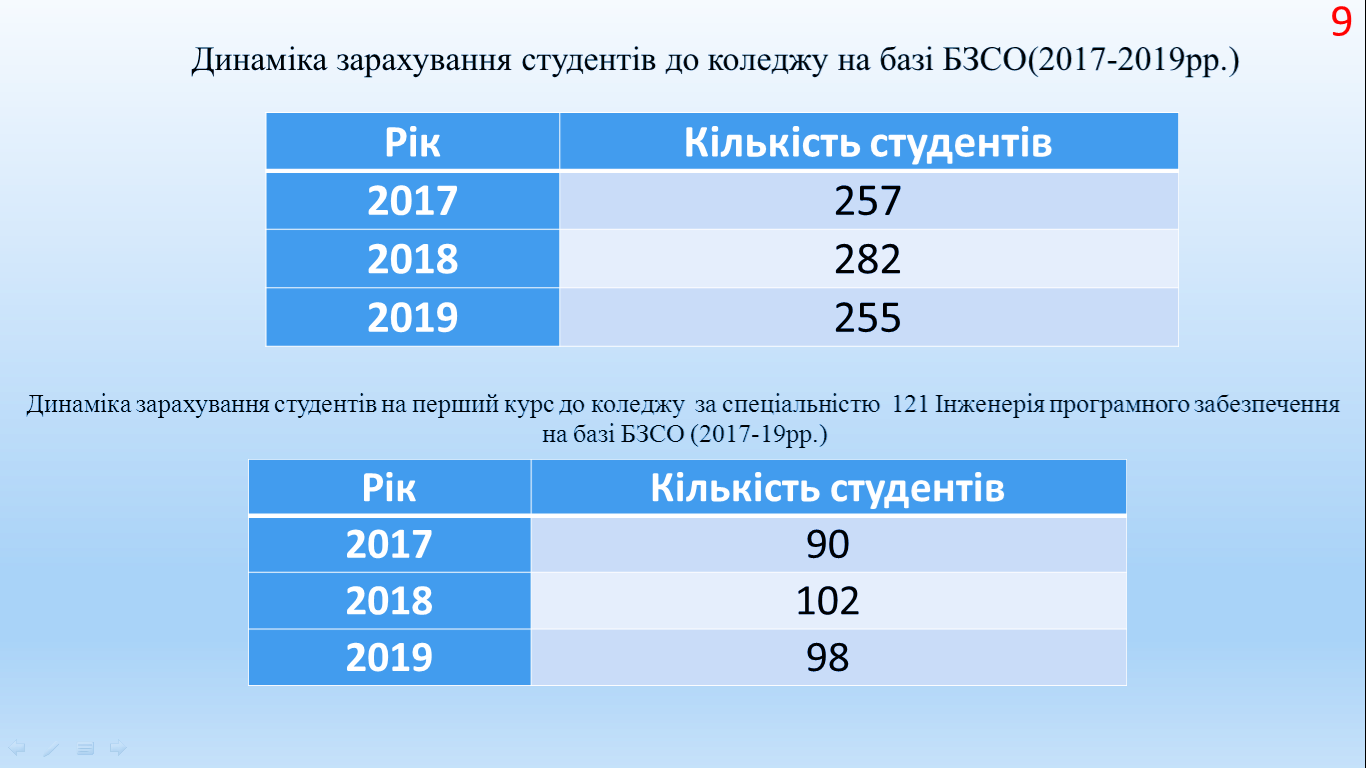 9
Динаміка зарахування студентів до коледжу на базі БЗСО(2017-2019рр.)
Рік Кількість студентів
2017 257
2018 282
2019 255
Динаміка зарахування студентів на перший курс до коледжу за спеціальністю 121 Інженерія програмного забезпечення
на базі БЗСО (2017-19рр.)
Рік Кількість студентів
2017 90
2018 102
2019 98